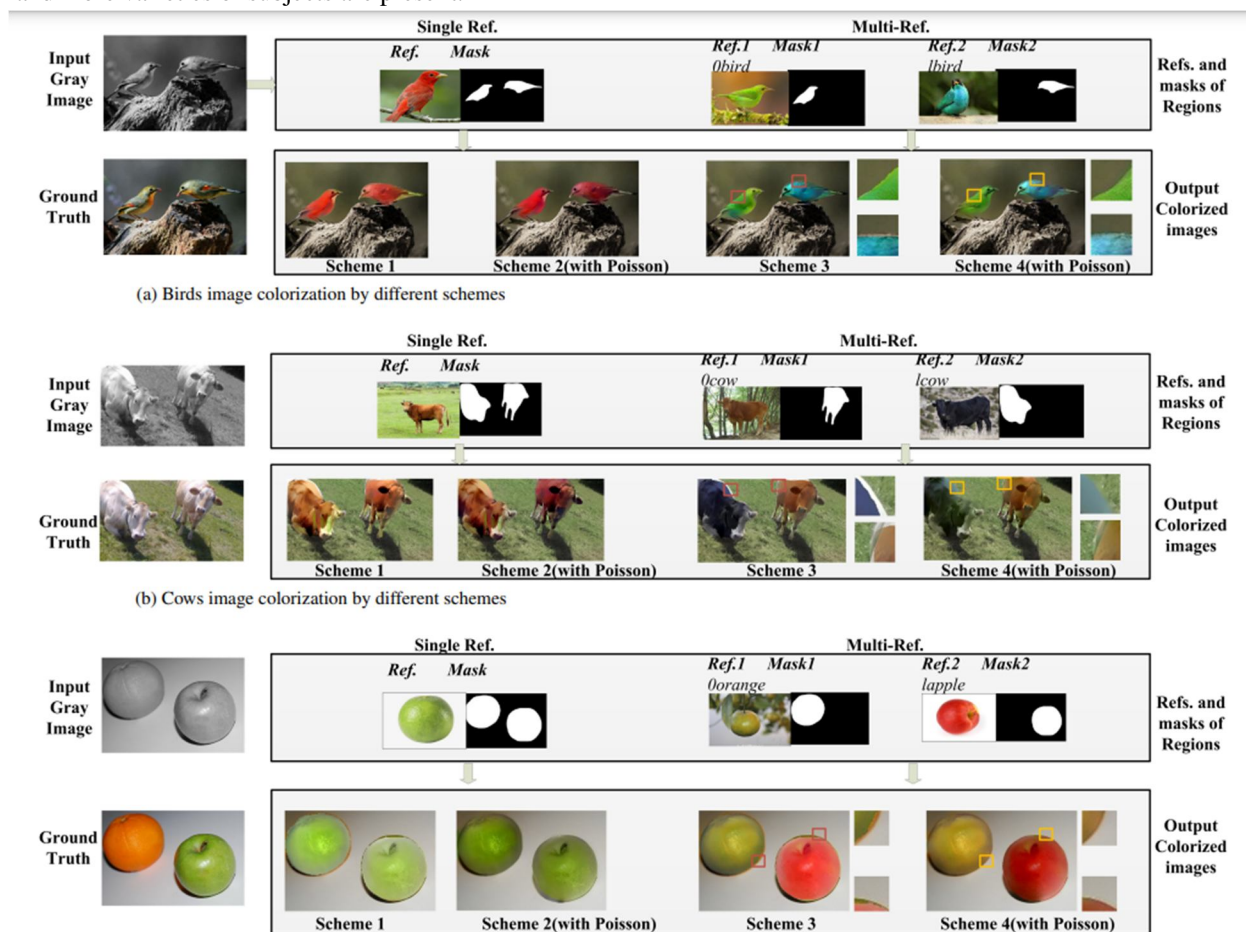 Single Ref.
Multi-Ref.
Input
Gray
Image
Ref. Mask
Ref.1 Mask1
0bird
Ref.2 Mask2
1bird
Refs. and
masks of
Regions
Ground
Truth
Scheme 1
Scheme 2(with Poisson)
Scheme 3
Scheme 4(with Poisson)
Output
Colorized
images
(a) Birds image colorization by different schemes
Single Ref.
Multi-Ref.
Input
Gray
Image
Ref. Mask
Ref.1 Mask1
0cow
Ref.2 Mask2
1cow
Refs. and
masks of
Regions
Ground
Truth
Scheme 1
Scheme 2(with Poisson)
Scheme 3
Scheme 4(with Poisson)
Output
Colorized
images
(b) Cows image colorization by different schemes
Single Ref.
Multi-Ref.
Input
Gray
Image
Ref. Mask
Ref.1 Mask1
0orange
Ref.2 Mask2
1apple
Refs. and
masks of
Regions
Ground
Truth
Scheme 1
Scheme 2(with Poisson)
Scheme 3
Scheme 4(with Poisson)
Output
Colorized
images